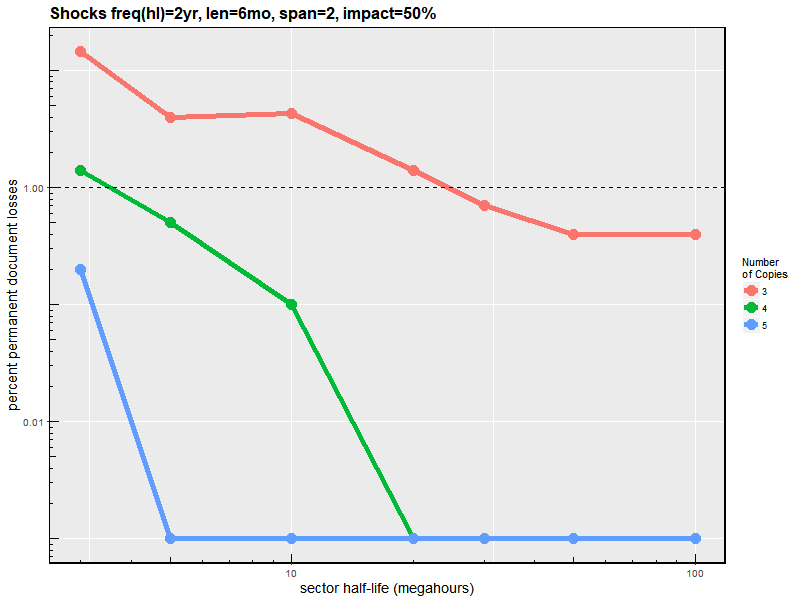 Shocks freq(hl)=2yr, len=6mo, span=2, impact=50%
percent permanent document losses
1.00
0.01
10
100
sector half-life (megahours)
Number
of Copies
3
4
5